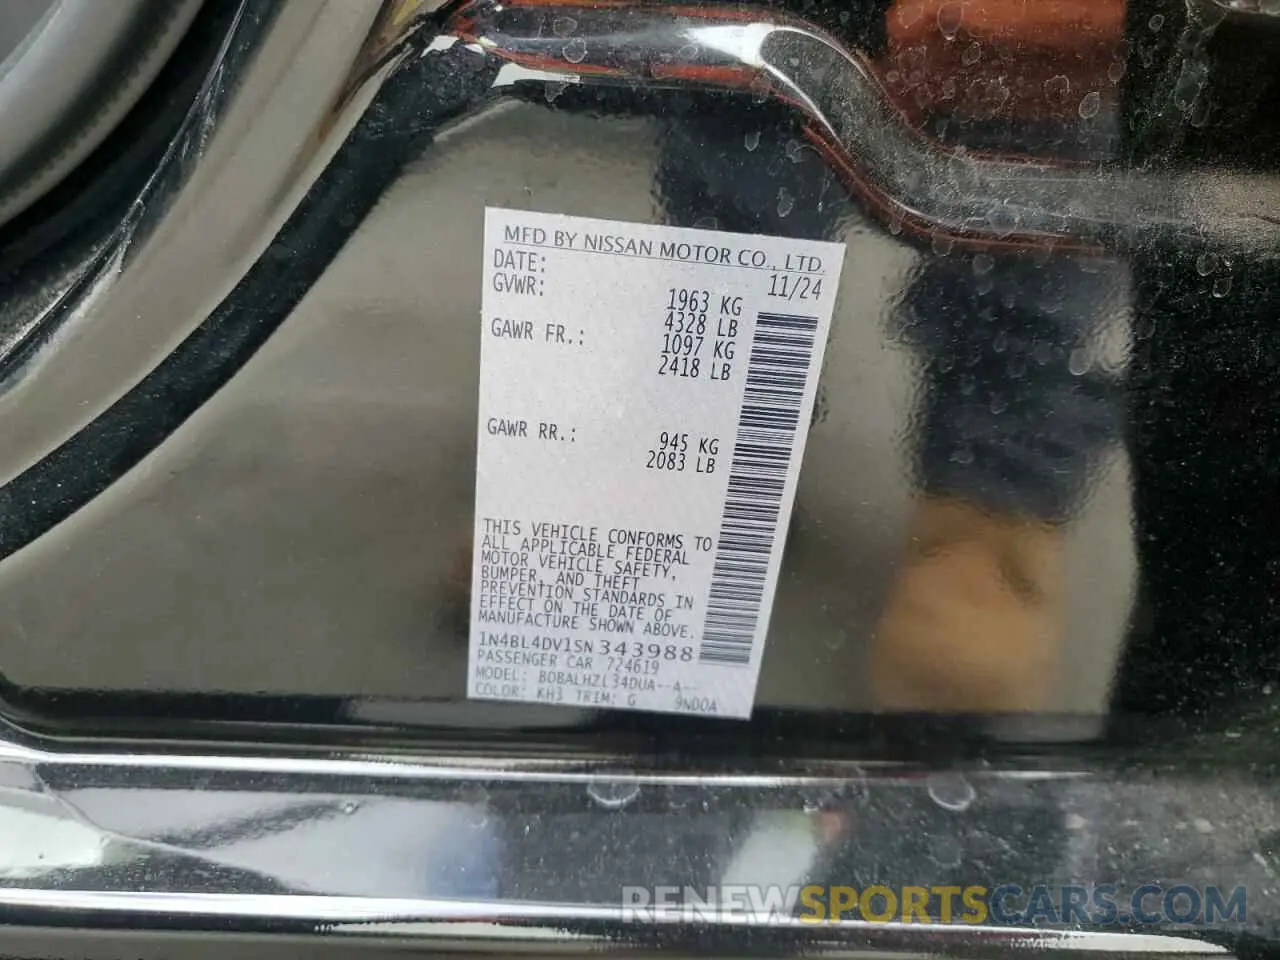 MFD BY NISSAN MOTOR CO., LTD.
DATE: 11/24
GVWR: 1963 KG
4328 LB
GAWR FR.: 1097 KG
2418 LB
GAWR RR.: 945 KG
2083 LB
THIS VEHICLE CONFORMS TO
ALL APPLICABLE FEDERAL
MOTOR VEHICLE SAFETY,
BUMPER, AND THEFT
PREVENTION STANDARDS IN
EFFECT ON THE DATE OF
MANUFACTURE SHOWN ABOVE.
1N4BL4DV1SN343988
PASSENGER CAR 724619
MODEL: BDBALHZL34DUA--A--
COLOR: KH3 TRIM: G 9N00A
RENEWSPORTSCARS.COM